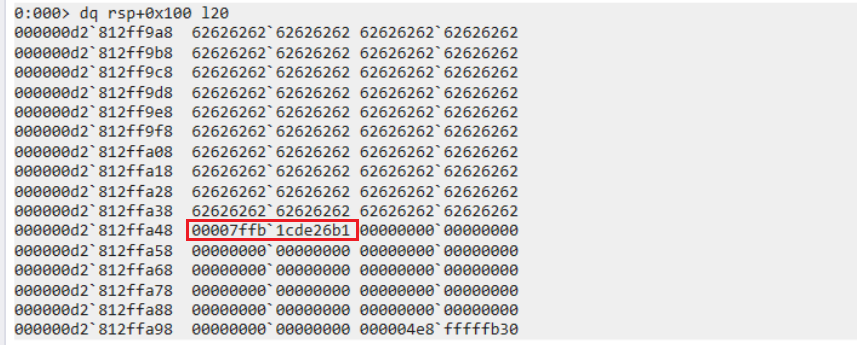 0:000> dq rsp+0x100 l20
000000d2`812ff9a8  62626262`62626262 62626262`62626262
000000d2`812ff9b8  62626262`62626262 62626262`62626262
000000d2`812ff9c8  62626262`62626262 62626262`62626262
000000d2`812ff9d8  62626262`62626262 62626262`62626262
000000d2`812ff9e8  62626262`62626262 62626262`62626262
000000d2`812ff9f8  62626262`62626262 62626262`62626262
000000d2`812ffa08  62626262`62626262 62626262`62626262
000000d2`812ffa18  62626262`62626262 62626262`62626262
000000d2`812ffa28  62626262`62626262 62626262`62626262
000000d2`812ffa38  62626262`62626262 62626262`62626262
000000d2`812ffa48  00007ffb`1cde26b1 00000000`00000000
000000d2`812ffa58  00000000`00000000 00000000`00000000
000000d2`812ffa68  00000000`00000000 00000000`00000000
000000d2`812ffa78  00000000`00000000 00000000`00000000
000000d2`812ffa88  00000000`00000000 00000000`00000000
000000d2`812ffa98  00000000`00000000 000004e8`fffffb30